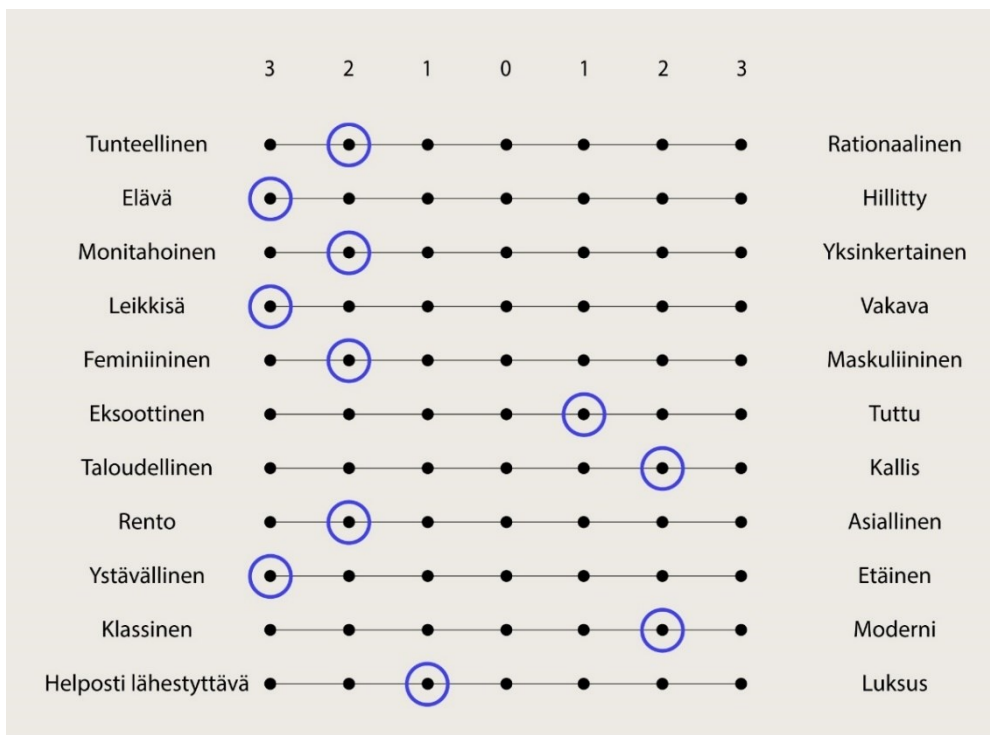 3 2 1 0 1 2 3
Tunteellinen Rationaalinen
Elävä Hillitty
Monitahoinen Yksinkertainen
Leikkisä Vakava
Feminiininen Maskuliininen
Eksoottinen Tuttu
Taloudellinen Kallis
Rento Asiallinen
Ystävällinen Etäinen
Klassinen Moderni
Helposti lähestyttävä Luksus